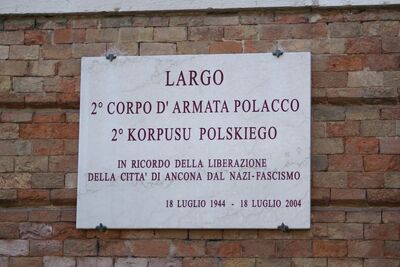 LARGO
2° CORPO D' ARMATA POLACCO
2° KORPUSU POLSKIEGO
IN RICORDO DELLA LIBERAZIONE
DELLA CITTA' DI ANCONA DAL NAZI-FASCISMO
18 LUGLIO 1944 - 18 LUGLIO 2004